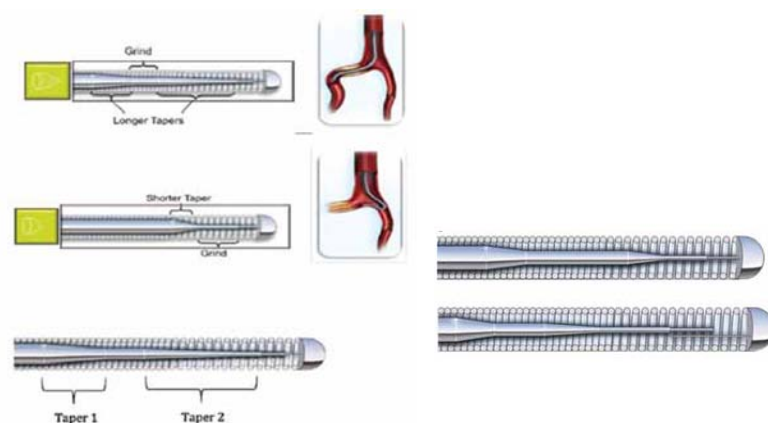 Grind
Longer Tapers
Shorter Taper
Grind
Taper 1
Taper 2